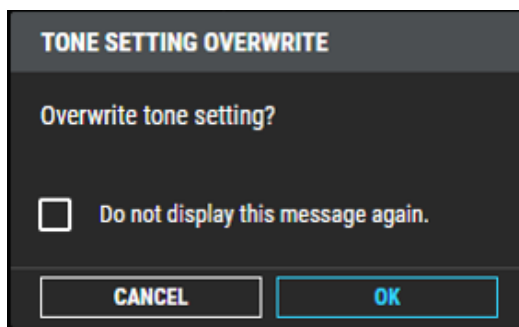 TONE SETTING OVERWRITE
Overwrite tone setting?
Do not display this message again.
CANCEL
OK